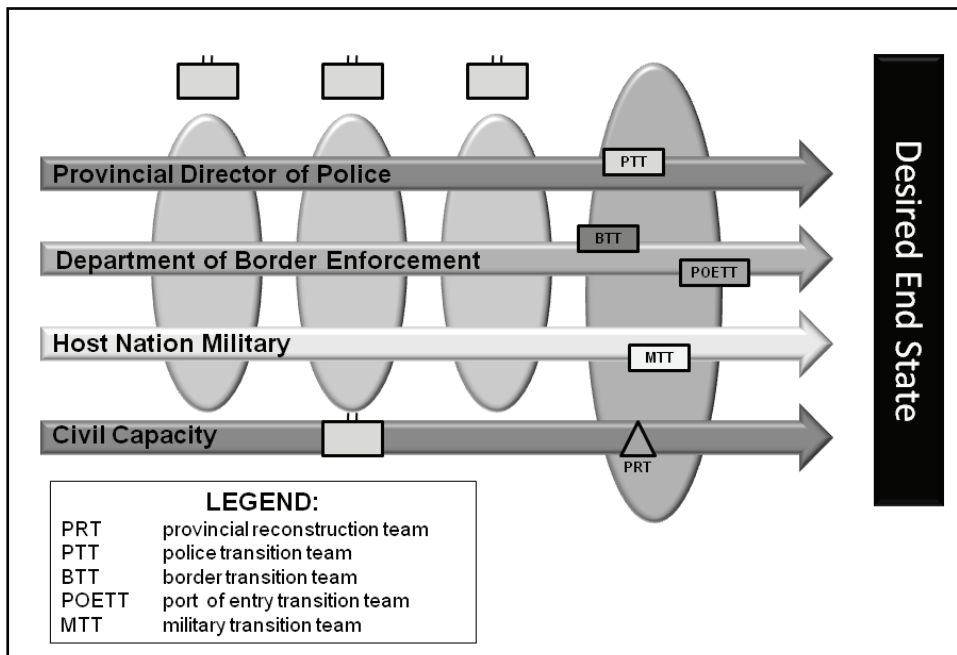 Provincial Director of Police
PTT
BTT
Department of Border Enforcement
POETT
Host Nation Military
MTT
Civil Capacity
PRT
Desired End State
LEGEND:
PRT provincial reconstruction team
PTT police transition team
BTT border transition team
POETT port of entry transition team
MTT military transition team